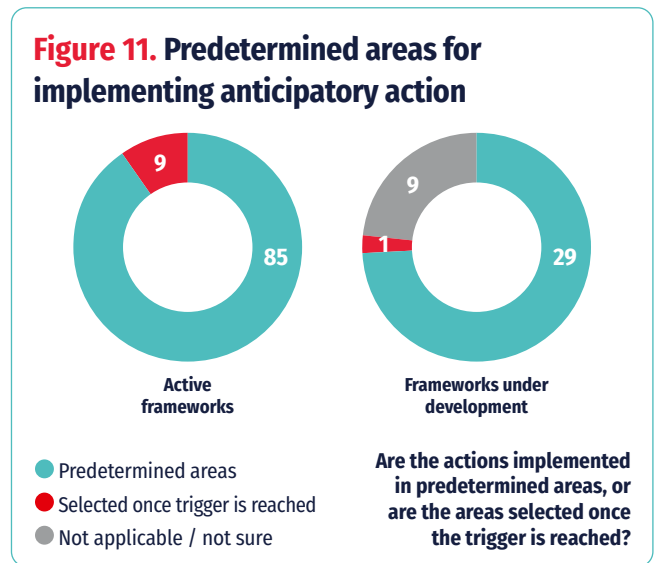 Figure 11. Predetermined areas for
implementing anticipatory action
9
85
9
1
29
Active
frameworks
Frameworks under
development
Predetermined areas
Selected once trigger is reached
Not applicable / not sure
Are the actions implemented
in predetermined areas, or
are the areas selected once
the trigger is reached?